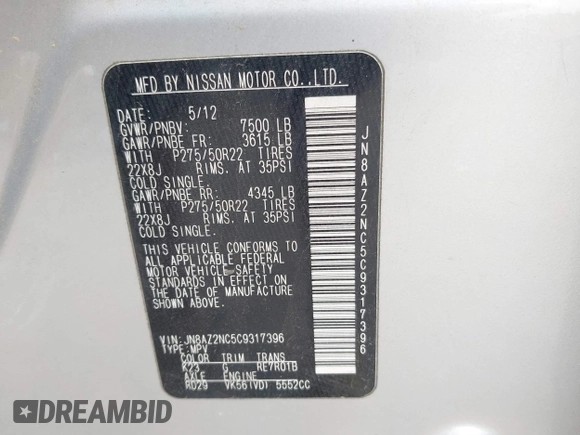 MFD BY NISSAN MOTOR CO.,LTD.
DATE: 5/12
GVWR/PNBV: 7500 LB
GAWR/PNBE FR: 3615 LB
WITH P275/50R22 TIRES
22X8J RIMS. AT 35PSI
COLD SINGLE.
GAWR/PNBE RR: 4345 LB
WITH P275/50R22 TIRES
22X8J RIMS. AT 35PSI
COLD SINGLE.
THIS VEHICLE CONFORMS TO
ALL APPLICABLE FEDERAL
MOTOR VEHICLE SAFETY
STANDARDS IN EFFECT ON
THE DATE OF MANUFACTURE
SHOWN ABOVE.
VIN: JN8AZ2NC5C9317396
TYPE: MPV
COLOR TRIM TRANS
K23 G RE7R01B
AXLE ENGINE
RD29 VK56(VD) 5552CC
JN8AZ2NC5C9317396
DREAMBID